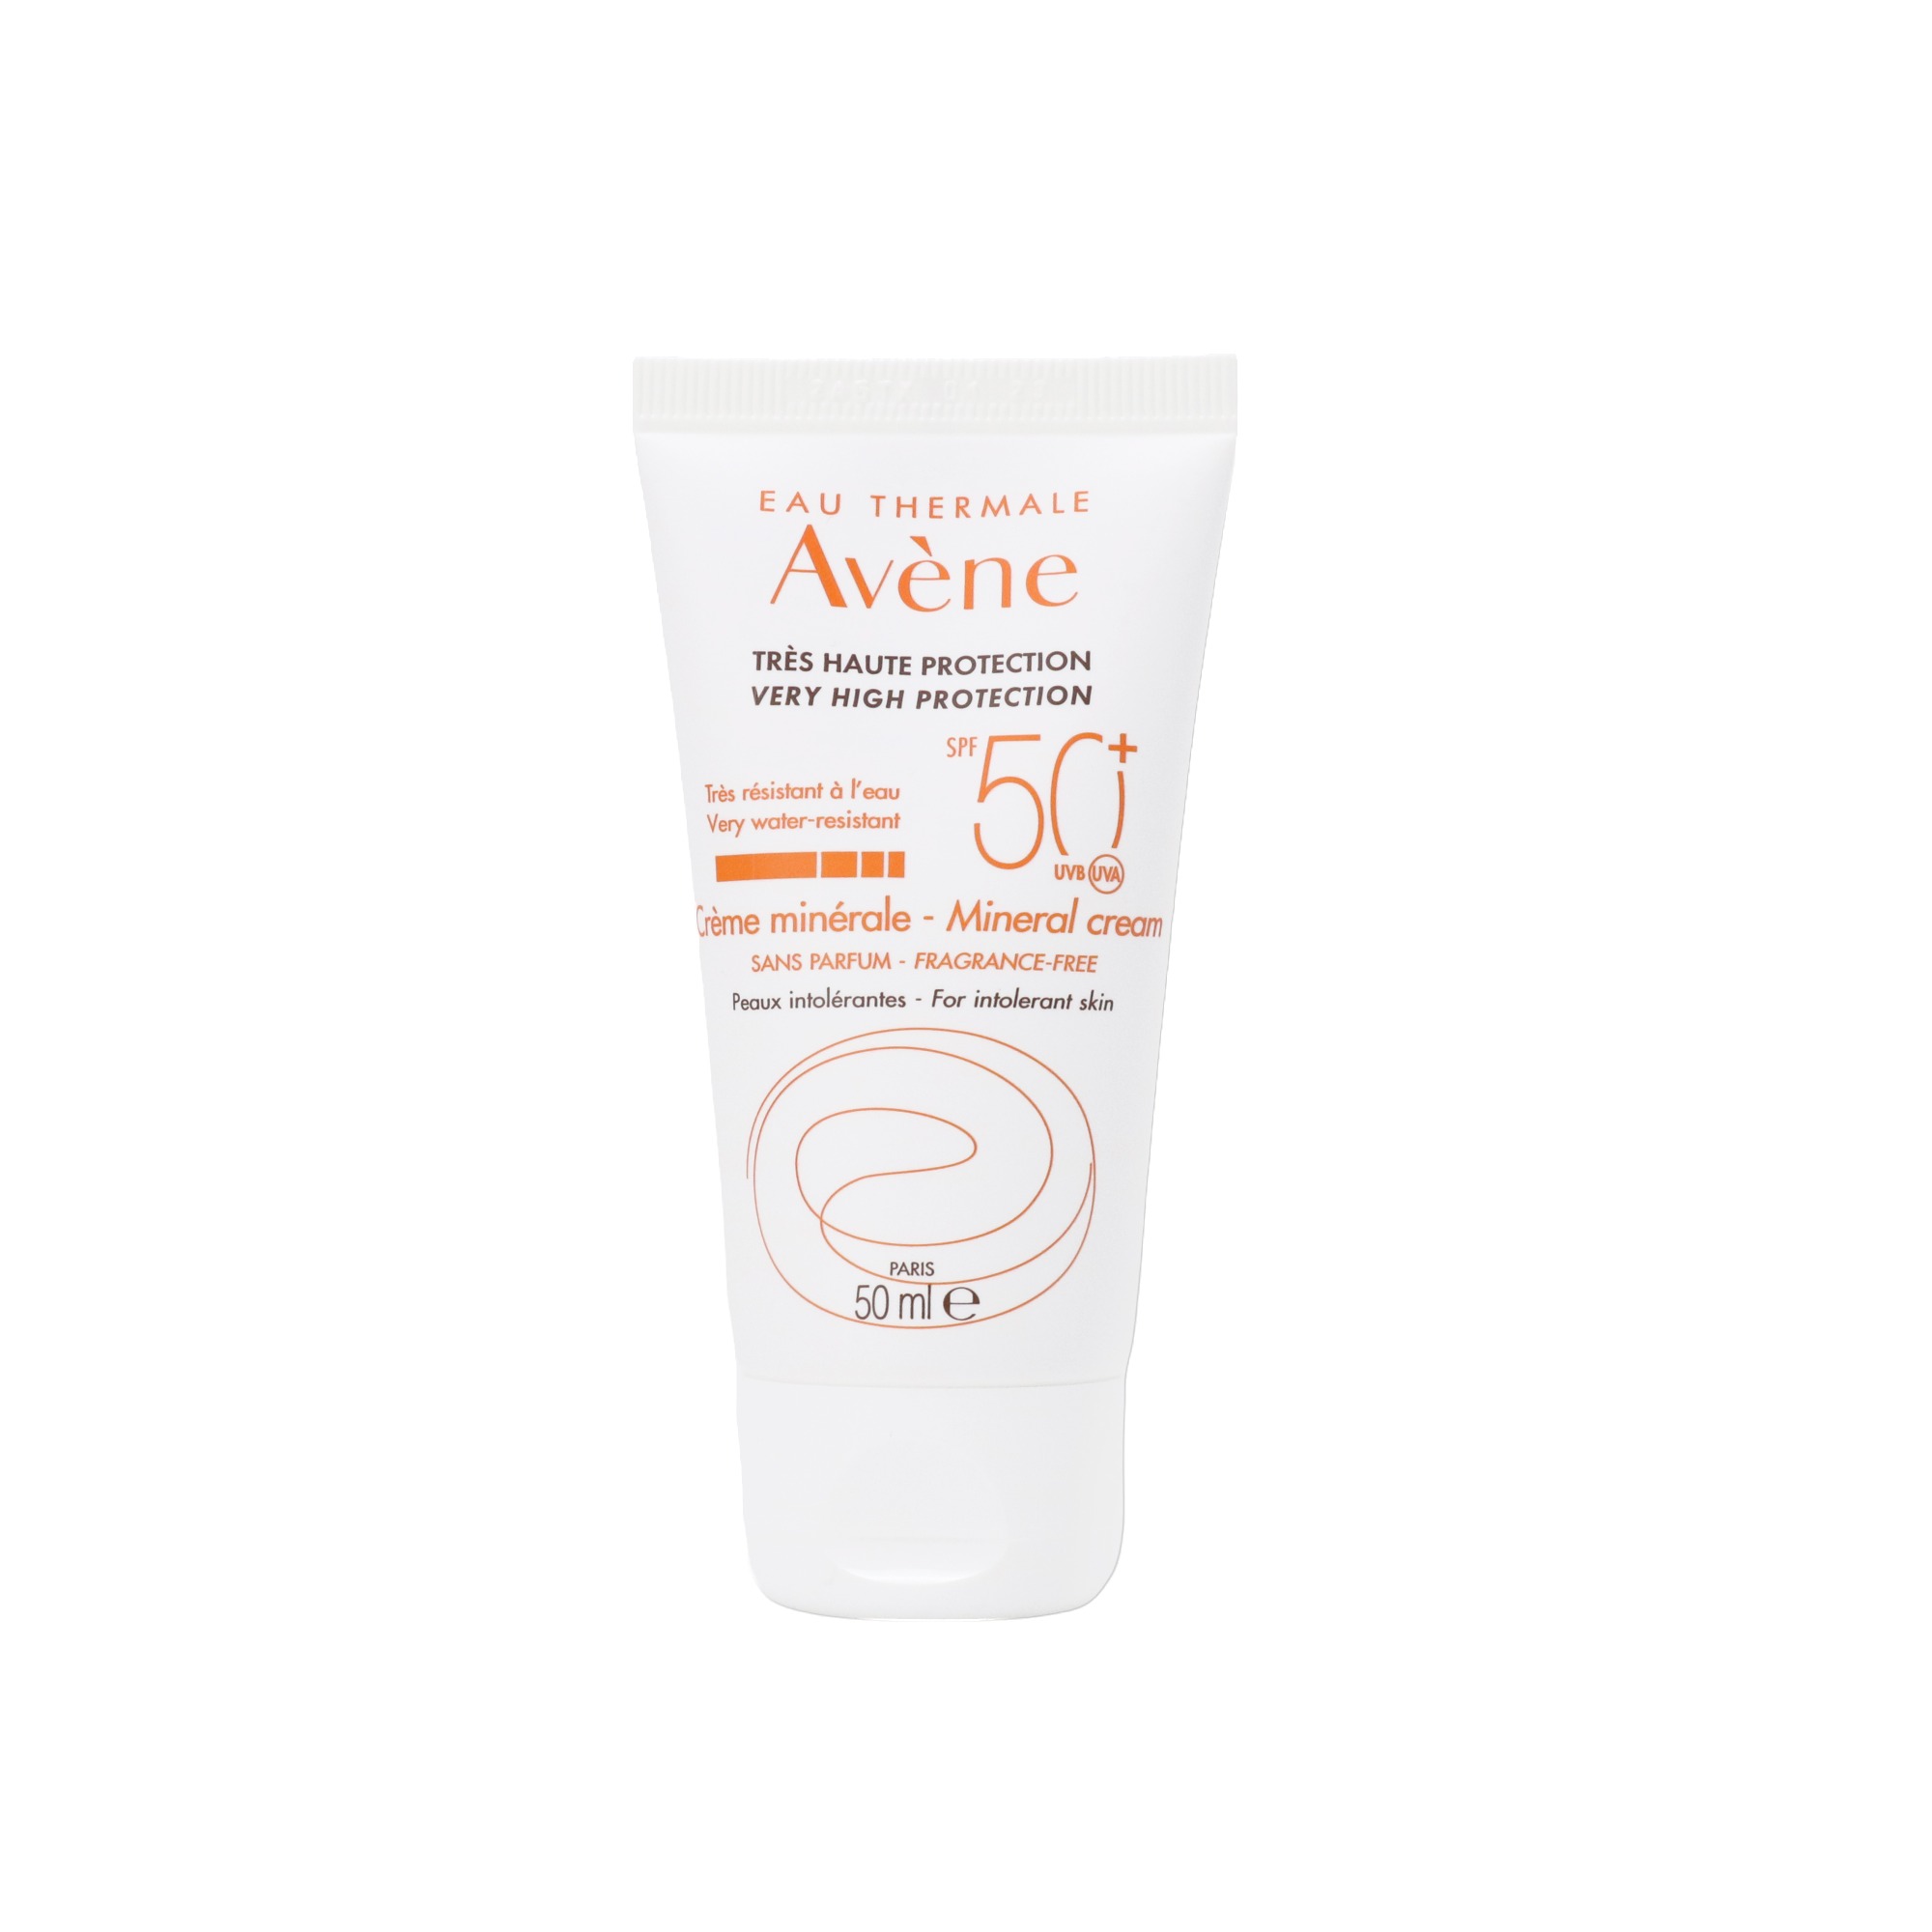 EAU THERMALE
Avène
TRÈS HAUTE PROTECTION
VERY HIGH PROTECTION
SPF 50+
Très résistant à l'eau
Very water-resistant
UVB UVA
Crème minérale - Mineral cream
SANS PARFUM - FRAGRANCE-FREE
Peaux intolérantes - For intolerant skin
PARIS
50 ml e